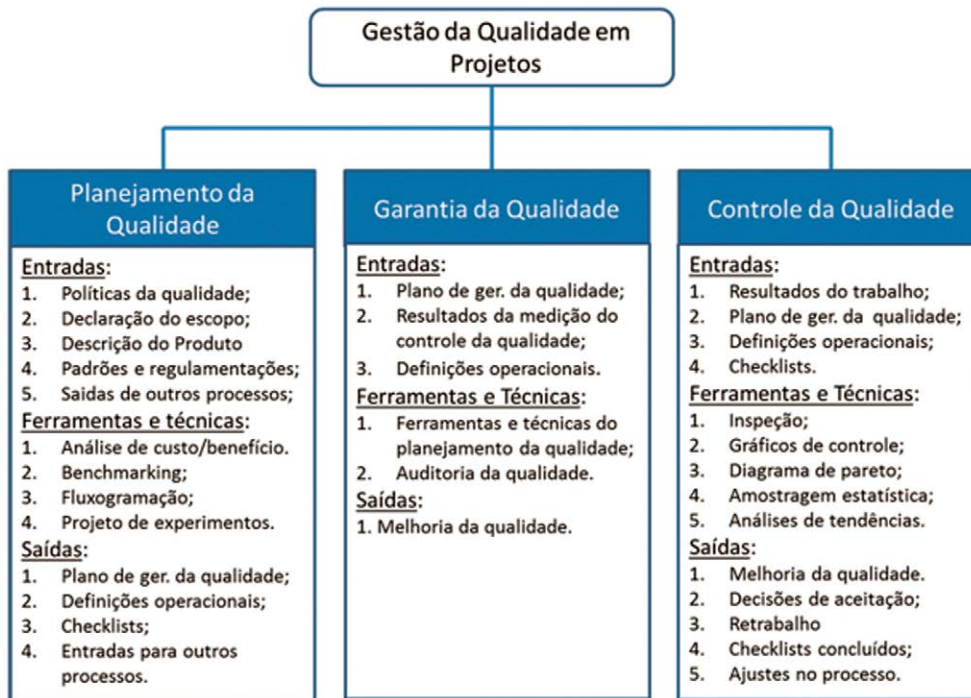 Gestão da Qualidade em
Projetos
Planejamento da
Qualidade
Entradas:
1. Políticas da qualidade;
2. Declaração do escopo;
3. Descrição do Produto
4. Padrões e regulamentações;
5. Saidas de outros processos;
Ferramentas e técnicas:
1. Análise de custo/benefício.
2. Benchmarking;
3. Fluxogramação;
4. Projeto de experimentos.
Saídas:
1. Plano de ger. da qualidade;
2. Definições operacionais;
3. Checklists;
4. Entradas para outros
processos.
Garantia da Qualidade
Entradas:
1. Plano de ger. da qualidade;
2. Resultados da medição do
controle da qualidade;
3. Definições operacionais.
Ferramentas e Técnicas:
1. Ferramentas e técnicas do
planejamento da qualidade;
2. Auditoria da qualidade.
Saídas:
1. Melhoria da qualidade.
Controle da Qualidade
Entradas:
1. Resultados do trabalho;
2. Plano de ger. da qualidade;
3. Definições operacionais;
4. Checklists.
Ferramentas e Técnicas:
1. Inspeção;
2. Gráficos de controle;
3. Diagrama de pareto;
4. Amostragem estatística;
5. Análises de tendências.
Saídas:
1. Melhoria da qualidade.
2. Decisões de aceitação;
3. Retrabalho
4. Checklists concluídos;
5. Ajustes no processo.